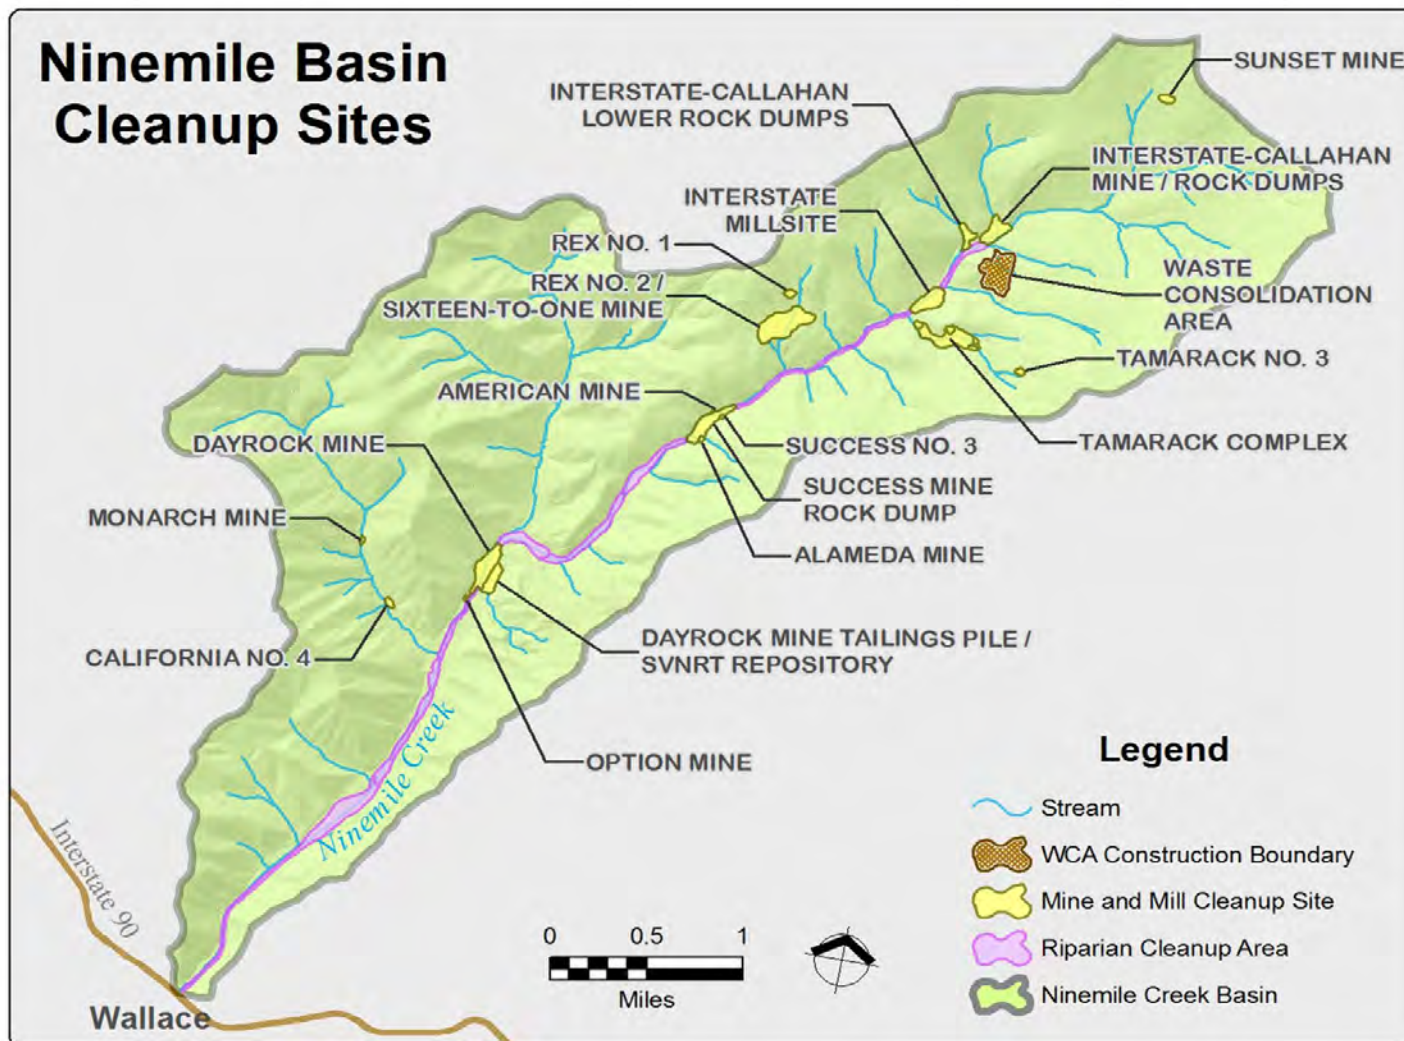 Ninemile Basin
Cleanup Sites
SUNSET MINE
INTERSTATE-CALLAHAN
LOWER ROCK DUMPS
INTERSTATE-CALLAHAN
MINE / ROCK DUMPS
INTERSTATE
MILLSITE
REX NO. 1
REX NO. 2 /
SIXTEEN-TO-ONE MINE
WASTE
CONSOLIDATION
AREA
TAMARACK NO. 3
AMERICAN MINE
DAYROCK MINE
SUCCESS NO. 3
TAMARACK COMPLEX
SUCCESS MINE
ROCK DUMP
MONARCH MINE
ALAMEDA MINE
DAYROCK MINE TAILINGS PILE /
SVNRT REPOSITORY
CALIFORNIA NO. 4
OPTION MINE
Ninemile Creek
Interstate 90
Wallace
0 0.5 1
Miles
Legend
Stream
WCA Construction Boundary
Mine and Mill Cleanup Site
Riparian Cleanup Area
Ninemile Creek Basin